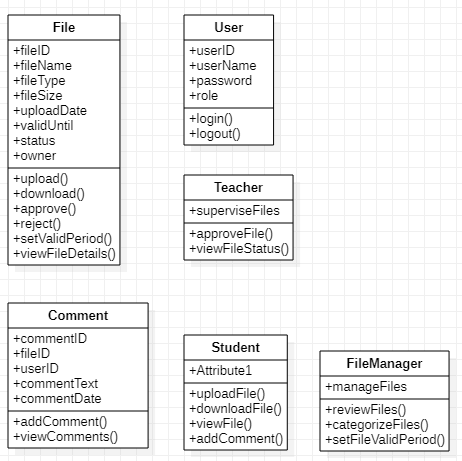 File
+fileID
+fileName
+fileType
+fileSize
+uploadDate
+validUntil
+status
+owner
+upload()
+download()
+approve()
+reject()
+setValidPeriod()
+viewFileDetails()
User
+userID
+userName
+password
+role
+login()
+logout()
Teacher
+superviseFiles
+approveFile()
+viewFileStatus()
Comment
+commentID
+fileID
+userID
+commentText
+commentDate
+addComment()
+viewComments()
Student
+Attribute1
+uploadFile()
+downloadFile()
+viewFile()
+addComment()
FileManager
+manageFiles
+reviewFiles()
+categorizeFiles()
+setFileValidPeriod()